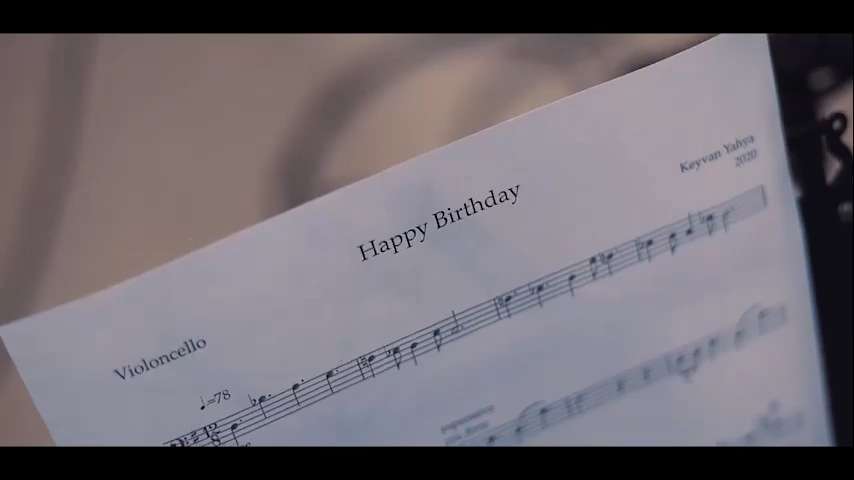 Happy Birthday
Keyvan Yahya
2020
Violoncello
♩=78